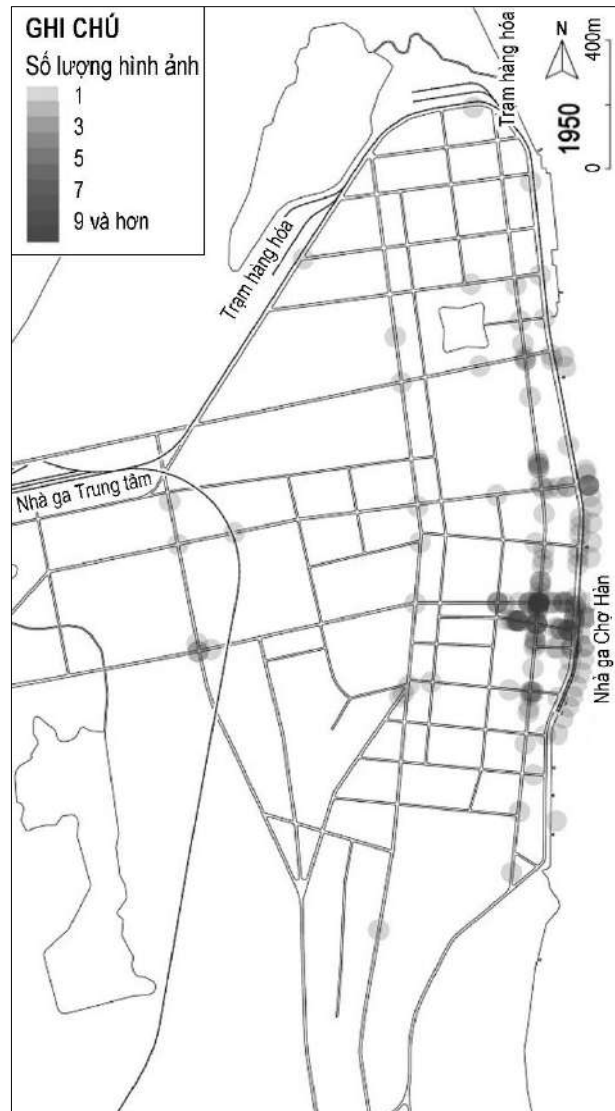 GHI CHÚ
Số lượng hình ảnh
1
3
5
7
9 và hơn
Trạm hàng hóa
N
400m
0
1950
Trạm hàng hóa
Nhà ga Trung tâm
Nhà ga Chợ Hàn